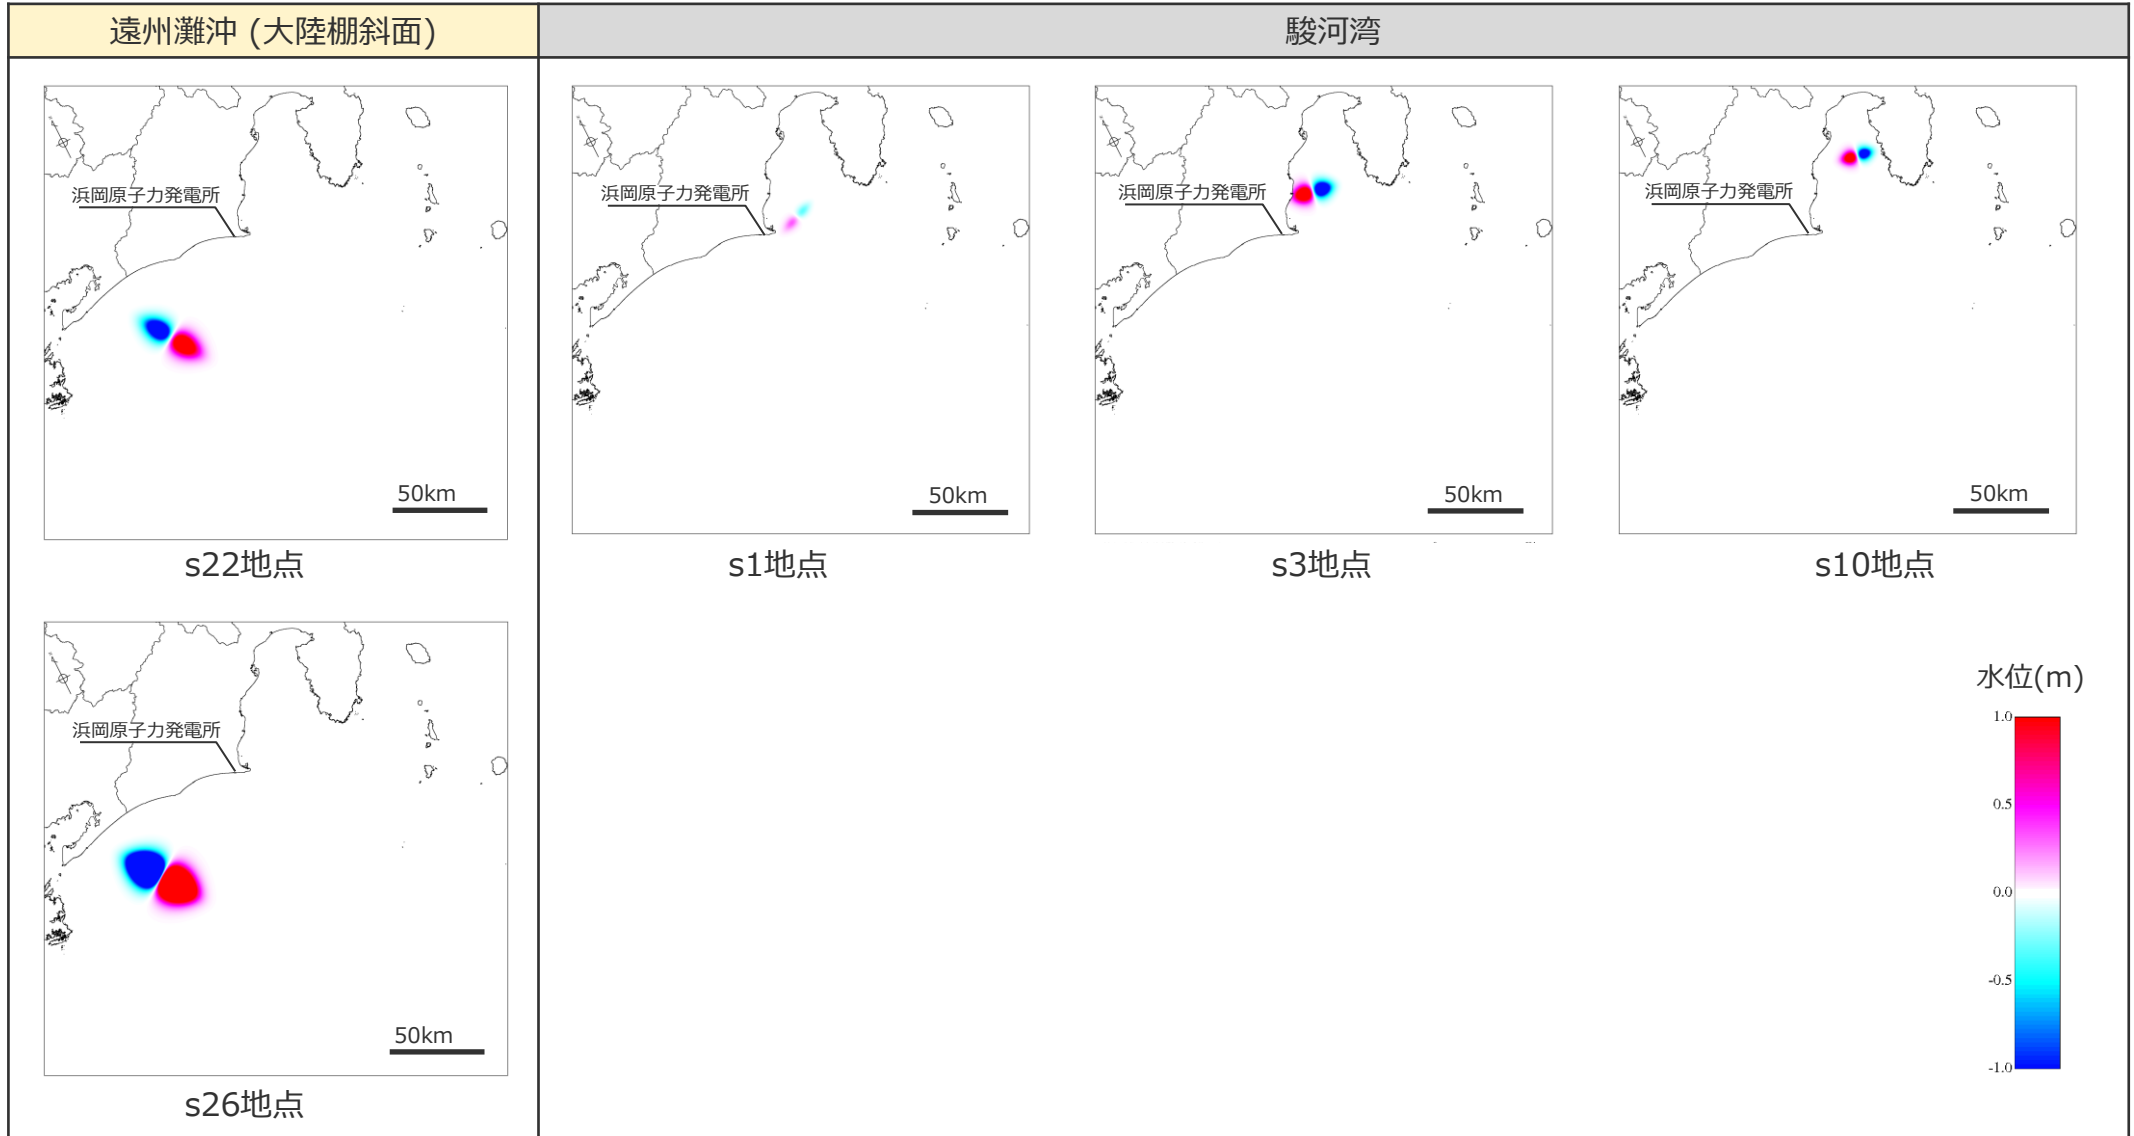 遠州灘沖 (大陸棚斜面)
駿河湾
浜岡原子力発電所
50km
s22地点
浜岡原子力発電所
50km
s1地点
浜岡原子力発電所
50km
s3地点
浜岡原子力発電所
50km
s10地点
浜岡原子力発電所
50km
s26地点
水位(m)
1.0
0.5
0.0
-0.5
-1.0